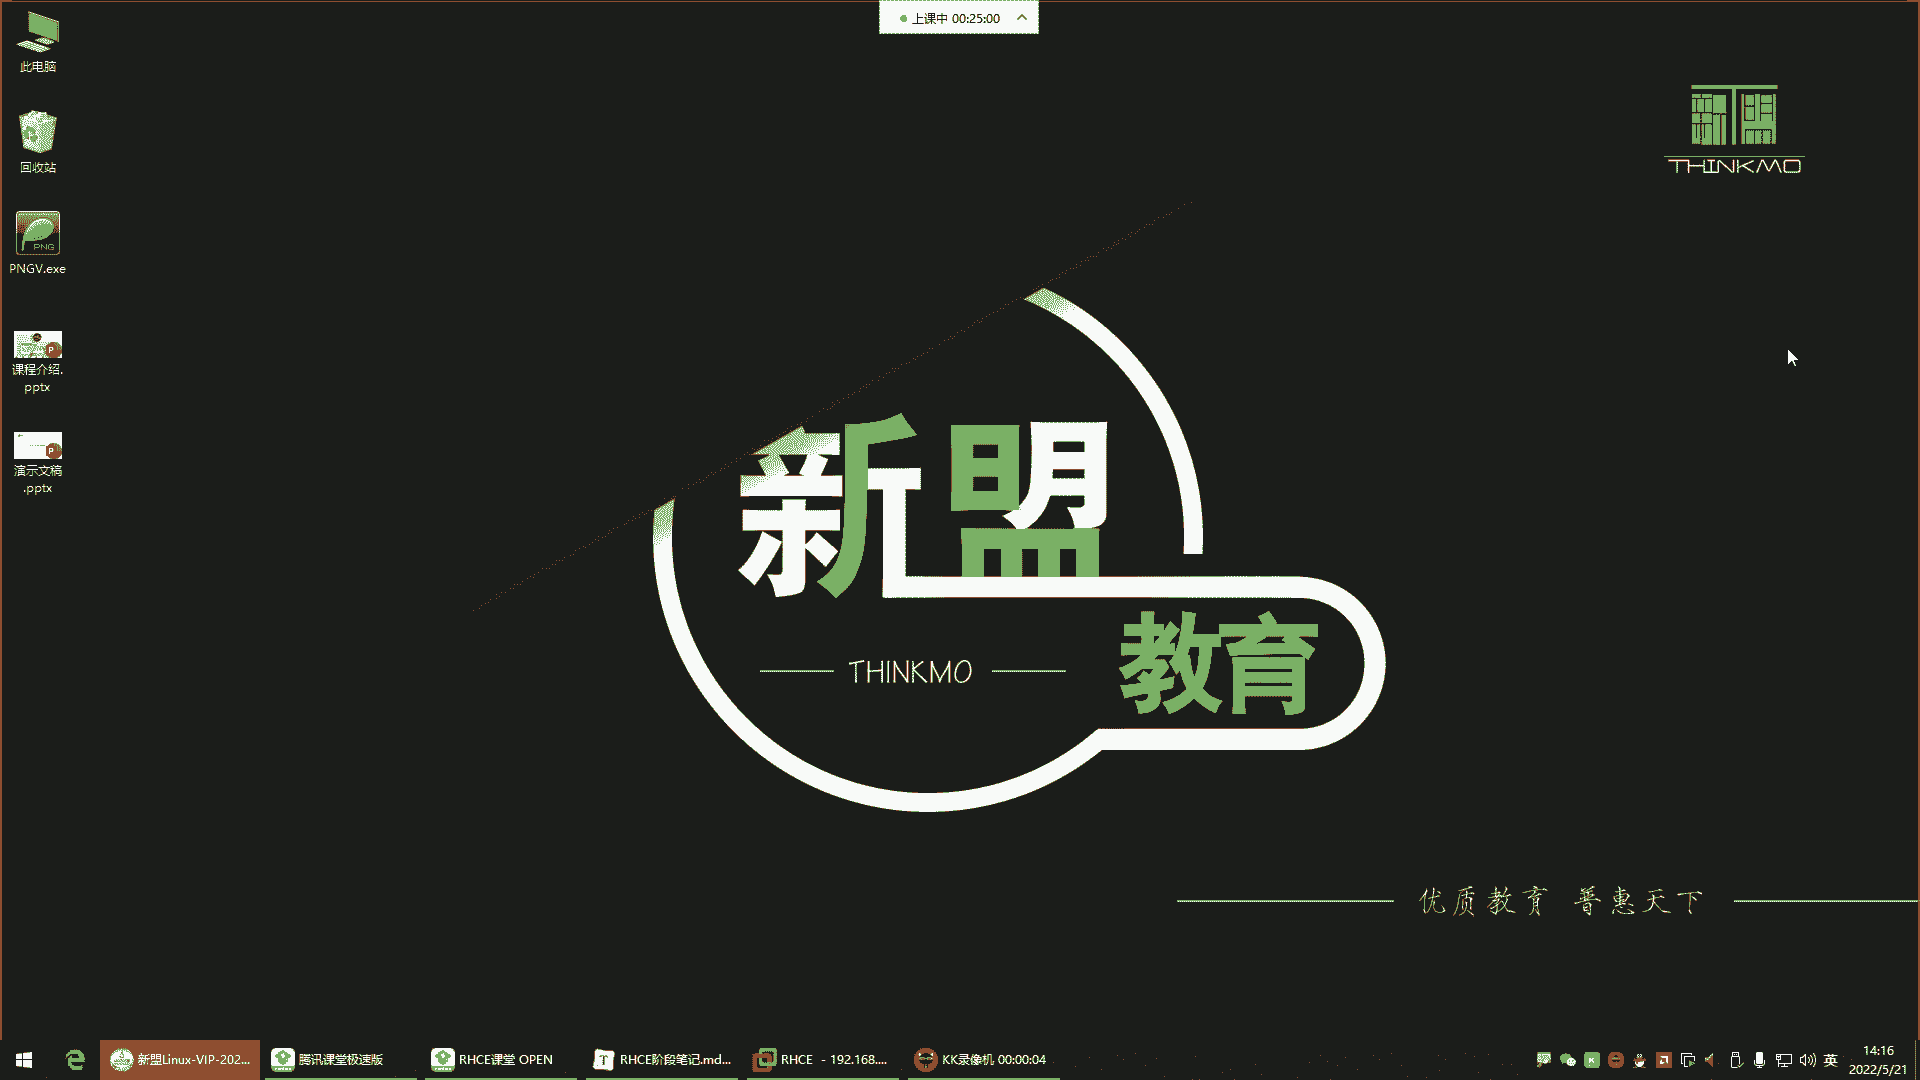 上课中 00:25:00
此电脑
回收站
PNG
PNGV.exe
课程介绍.
pptx
演示文稿
.pptx
THINKMO
新盟
教育
THINKMO
优质教育 普惠天下
新盟Linux-VIP-202...
腾讯课堂极速版
RHCE课堂 OPEN
RHCE阶段笔记.md...
RHCE - 192.168....
KK录像机 00:00:04
英
14:16
2022/5/21